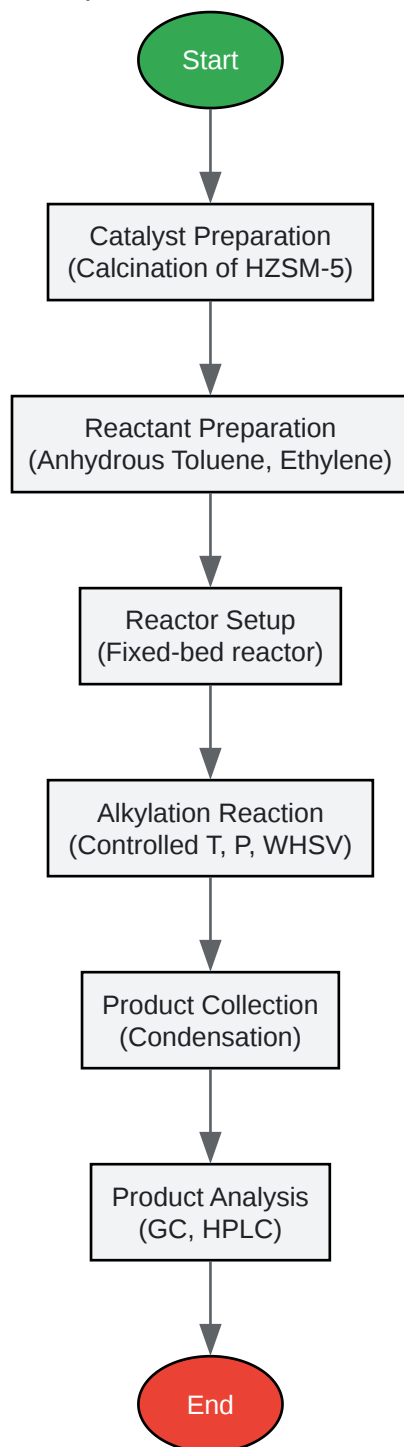 Start
Catalyst Preparation
(Calcination of HZSM-5)
Reactant Preparation
(Anhydrous Toluene, Ethylene)
Reactor Setup
(Fixed-bed reactor)
Alkylation Reaction
(Controlled T, P, WHSV)
Product Collection
(Condensation)
Product Analysis
(GC, HPLC)
End